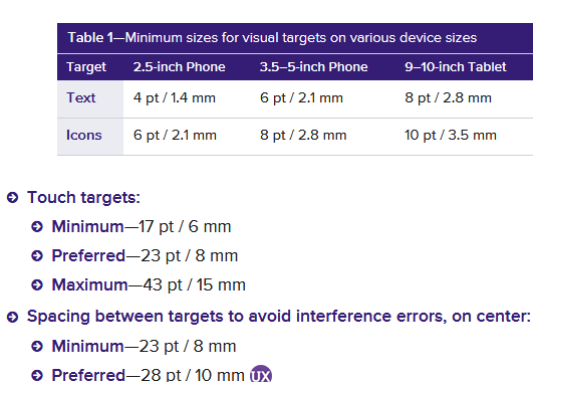 Table 1—Minimum sizes for visual targets on various device sizes
Target 2.5-inch Phone 3.5–5-inch Phone 9–10-inch Tablet
Text 4 pt / 1.4 mm 6 pt / 2.1 mm 8 pt / 2.8 mm
Icons 6 pt / 2.1 mm 8 pt / 2.8 mm 10 pt / 3.5 mm
Touch targets:
Minimum—17 pt / 6 mm
Preferred—23 pt / 8 mm
Maximum—43 pt / 15 mm
Spacing between targets to avoid interference errors, on center:
Minimum—23 pt / 8 mm
Preferred—28 pt / 10 mm UX